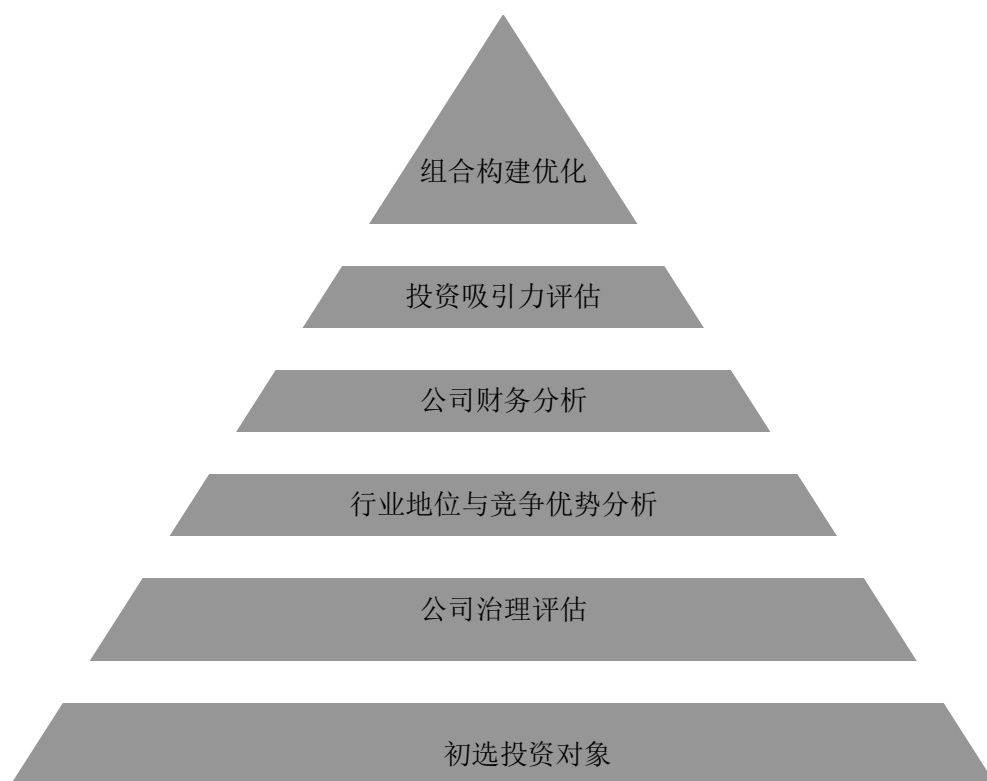 组合构建优化
投资吸引力评估
公司财务分析
行业地位与竞争优势分析
公司治理评估
初选投资对象